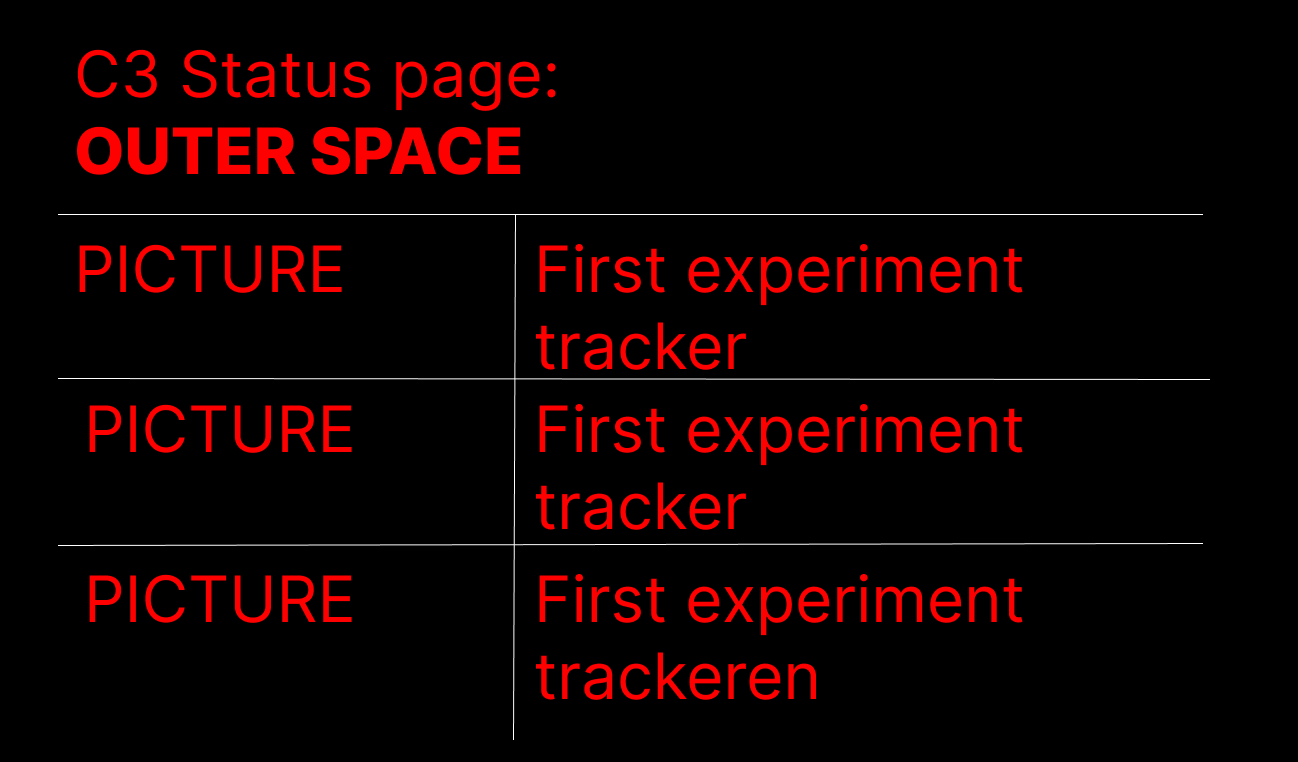 C3 Status page:
OUTER SPACE
PICTURE
First experiment
tracker
PICTURE
First experiment
tracker
PICTURE
First experiment
trackeren